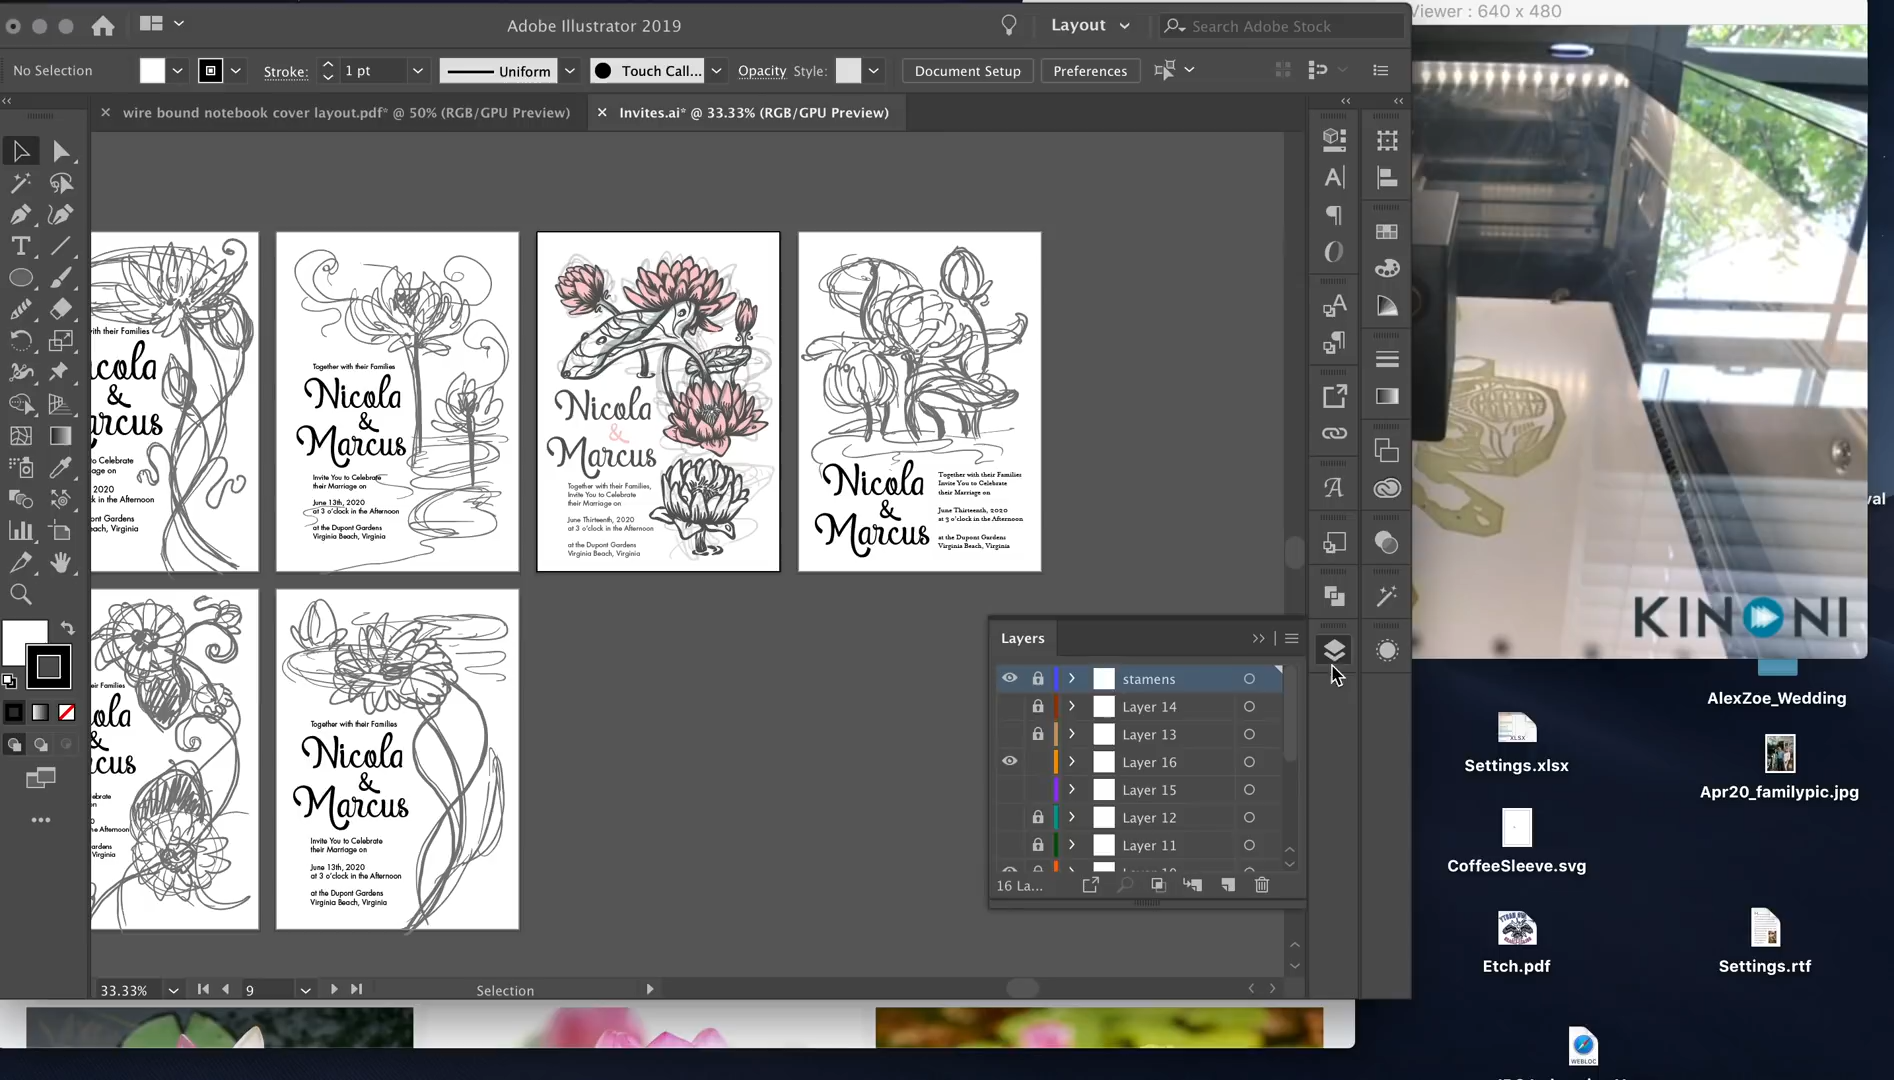 Adobe Illustrator 2019
Layout
Search Adobe Stock
Viewer : 640 x 480
No Selection
Stroke:
1 pt
Uniform
Touch Call...
Opacity
Style:
Document Setup
Preferences
wire bound notebook cover layout.pdf* @ 50% (RGB/GPU Preview)
Invites.ai* @ 33.33% (RGB/GPU Preview)
with their Families
Nicola
&
Marcus
Together with their Families
Nicola
&
Marcus
Invite You to Celebrate
their Marriage on
June 13th, 2020
at 3 o'clock in the Afternoon
at the Dupont Gardens
Virginia Beach, Virginia
Nicola
&
Marcus
Together with their Families,
Invite You to Celebrate
their Marriage on
June Thirteenth, 2020
at 3 o'clock in the Afternoon
at the Dupont Gardens
Virginia Beach, Virginia
Nicola
&
Marcus
Together with their Families
Invite You to Celebrate
their Marriage on
June Thirteenth, 2020
at 3 o'clock in the Afternoon
at the Dupont Gardens
Virginia Beach, Virginia
Together with their Families
Nicola
&
Marcus
Invite You to Celebrate
their Marriage on
June 13th, 2020
at 3 o'clock in the Afternoon
at the Dupont Gardens
Virginia Beach, Virginia
Layers
stamens
Layer 14
Layer 13
Layer 16
Layer 15
Layer 12
Layer 11
16 La...
33.33%
9
Selection
KINONI
AlexZoe_Wedding
Settings.xlsx
Apr20_familypic.jpg
CoffeeSleeve.svg
Etch.pdf
Settings.rtf
XLSX
WEBLOC